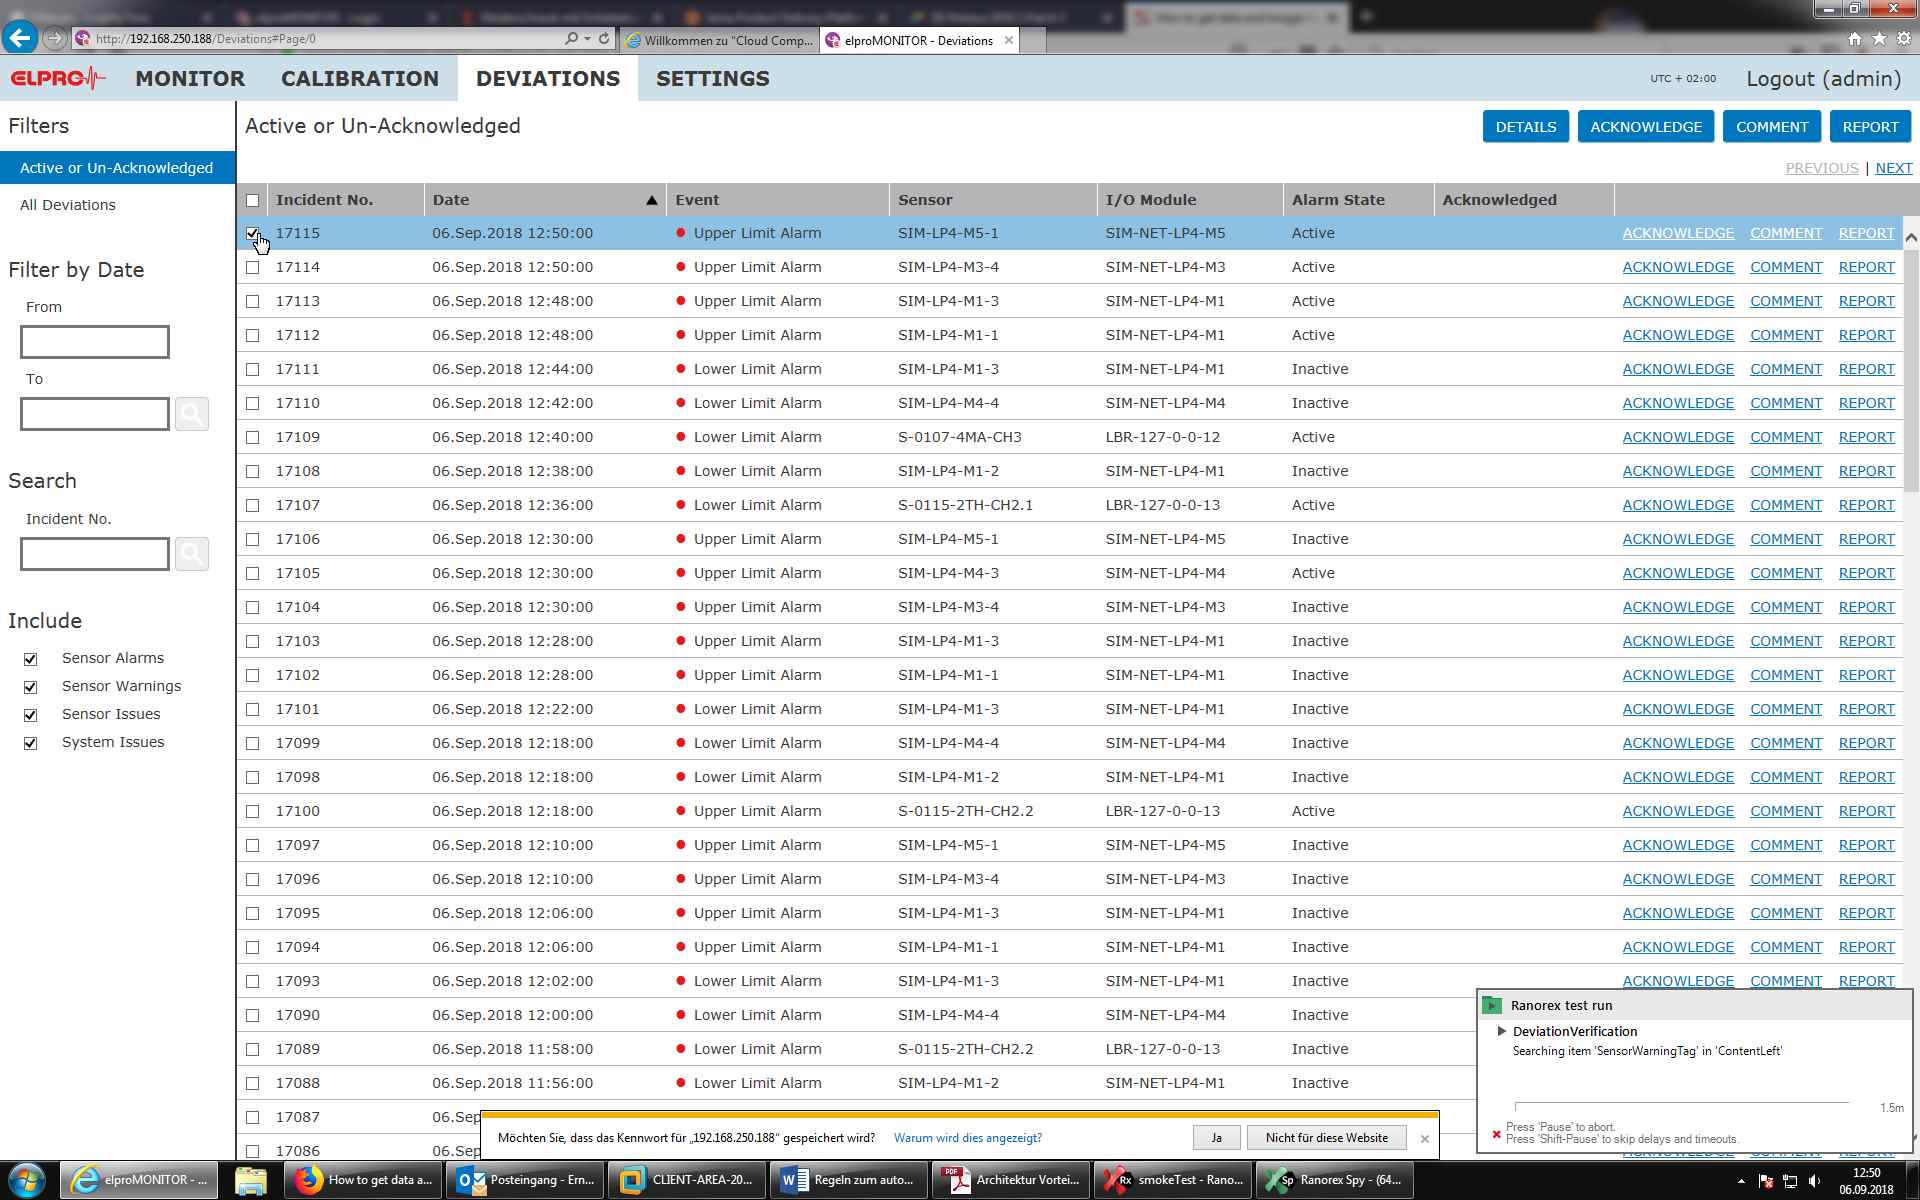 http://192.168.250.188/Deviations#Page/0
Willkommen zu "Cloud Comp...
elproMONITOR - Deviations
ELPRO
MONITOR
CALIBRATION
DEVIATIONS
SETTINGS
UTC + 02:00
Logout (admin)
Filters
Active or Un-Acknowledged
All Deviations
Filter by Date
From
To
Search
Incident No.
Include
Sensor Alarms
Sensor Warnings
Sensor Issues
System Issues
Active or Un-Acknowledged
DETAILS ACKNOWLEDGE COMMENT REPORT
PREVIOUS | NEXT
Incident No. Date Event Sensor I/O Module Alarm State Acknowledged
17115 06.Sep.2018 12:50:00 Upper Limit Alarm SIM-LP4-M5-1 SIM-NET-LP4-M5 Active ACKNOWLEDGE COMMENT REPORT
17114 06.Sep.2018 12:50:00 Upper Limit Alarm SIM-LP4-M3-4 SIM-NET-LP4-M3 Active ACKNOWLEDGE COMMENT REPORT
17113 06.Sep.2018 12:48:00 Upper Limit Alarm SIM-LP4-M1-3 SIM-NET-LP4-M1 Active ACKNOWLEDGE COMMENT REPORT
17112 06.Sep.2018 12:48:00 Upper Limit Alarm SIM-LP4-M1-1 SIM-NET-LP4-M1 Active ACKNOWLEDGE COMMENT REPORT
17111 06.Sep.2018 12:44:00 Lower Limit Alarm SIM-LP4-M1-3 SIM-NET-LP4-M1 Inactive ACKNOWLEDGE COMMENT REPORT
17110 06.Sep.2018 12:42:00 Lower Limit Alarm SIM-LP4-M4-4 SIM-NET-LP4-M4 Inactive ACKNOWLEDGE COMMENT REPORT
17109 06.Sep.2018 12:40:00 Lower Limit Alarm S-0107-4MA-CH3 LBR-127-0-0-12 Active ACKNOWLEDGE COMMENT REPORT
17108 06.Sep.2018 12:38:00 Lower Limit Alarm SIM-LP4-M1-2 SIM-NET-LP4-M1 Inactive ACKNOWLEDGE COMMENT REPORT
17107 06.Sep.2018 12:36:00 Lower Limit Alarm S-0115-2TH-CH2.1 LBR-127-0-0-13 Active ACKNOWLEDGE COMMENT REPORT
17106 06.Sep.2018 12:30:00 Upper Limit Alarm SIM-LP4-M5-1 SIM-NET-LP4-M5 Inactive ACKNOWLEDGE COMMENT REPORT
17105 06.Sep.2018 12:30:00 Upper Limit Alarm SIM-LP4-M4-3 SIM-NET-LP4-M4 Active ACKNOWLEDGE COMMENT REPORT
17104 06.Sep.2018 12:30:00 Upper Limit Alarm SIM-LP4-M3-4 SIM-NET-LP4-M3 Inactive ACKNOWLEDGE COMMENT REPORT
17103 06.Sep.2018 12:28:00 Upper Limit Alarm SIM-LP4-M1-3 SIM-NET-LP4-M1 Inactive ACKNOWLEDGE COMMENT REPORT
17102 06.Sep.2018 12:28:00 Upper Limit Alarm SIM-LP4-M1-1 SIM-NET-LP4-M1 Inactive ACKNOWLEDGE COMMENT REPORT
17101 06.Sep.2018 12:22:00 Lower Limit Alarm SIM-LP4-M1-3 SIM-NET-LP4-M1 Inactive ACKNOWLEDGE COMMENT REPORT
17099 06.Sep.2018 12:18:00 Lower Limit Alarm SIM-LP4-M4-4 SIM-NET-LP4-M4 Inactive ACKNOWLEDGE COMMENT REPORT
17098 06.Sep.2018 12:18:00 Lower Limit Alarm SIM-LP4-M1-2 SIM-NET-LP4-M1 Inactive ACKNOWLEDGE COMMENT REPORT
17100 06.Sep.2018 12:18:00 Upper Limit Alarm S-0115-2TH-CH2.2 LBR-127-0-0-13 Active ACKNOWLEDGE COMMENT REPORT
17097 06.Sep.2018 12:10:00 Upper Limit Alarm SIM-LP4-M5-1 SIM-NET-LP4-M5 Inactive ACKNOWLEDGE COMMENT REPORT
17096 06.Sep.2018 12:10:00 Upper Limit Alarm SIM-LP4-M3-4 SIM-NET-LP4-M3 Inactive ACKNOWLEDGE COMMENT REPORT
17095 06.Sep.2018 12:06:00 Upper Limit Alarm SIM-LP4-M1-3 SIM-NET-LP4-M1 Inactive ACKNOWLEDGE COMMENT REPORT
17094 06.Sep.2018 12:06:00 Upper Limit Alarm SIM-LP4-M1-1 SIM-NET-LP4-M1 Inactive ACKNOWLEDGE COMMENT REPORT
17093 06.Sep.2018 12:02:00 Lower Limit Alarm SIM-LP4-M1-3 SIM-NET-LP4-M1 Inactive ACKNOWLEDGE COMMENT REPORT
17090 06.Sep.2018 12:00:00 Lower Limit Alarm SIM-LP4-M4-4 SIM-NET-LP4-M4 Inactive
17089 06.Sep.2018 11:58:00 Lower Limit Alarm S-0115-2TH-CH2.2 LBR-127-0-0-13 Inactive
17088 06.Sep.2018 11:56:00 Lower Limit Alarm SIM-LP4-M1-2 SIM-NET-LP4-M1 Inactive
17087 06.Sep
17086 06.Sep
Ranorex test run
DeviationVerification
Searching item 'SensorWarningTag' in 'ContentLeft'
1.5m
Press 'Pause' to abort.
Press 'Shift-Pause' to skip delays and timeouts.
Möchten Sie, dass das Kennwort für „192.168.250.188“ gespeichert wird? Warum wird dies angezeigt? Ja Nicht für diese Website
elproMONITOR - ...
How to get data a...
Posteingang - Ern...
CLIENT-AREA-20...
Regeln zum auto...
Architektur Vortei...
smokeTest - Rano...
Ranorex Spy - (64...
12:50
06.09.2018